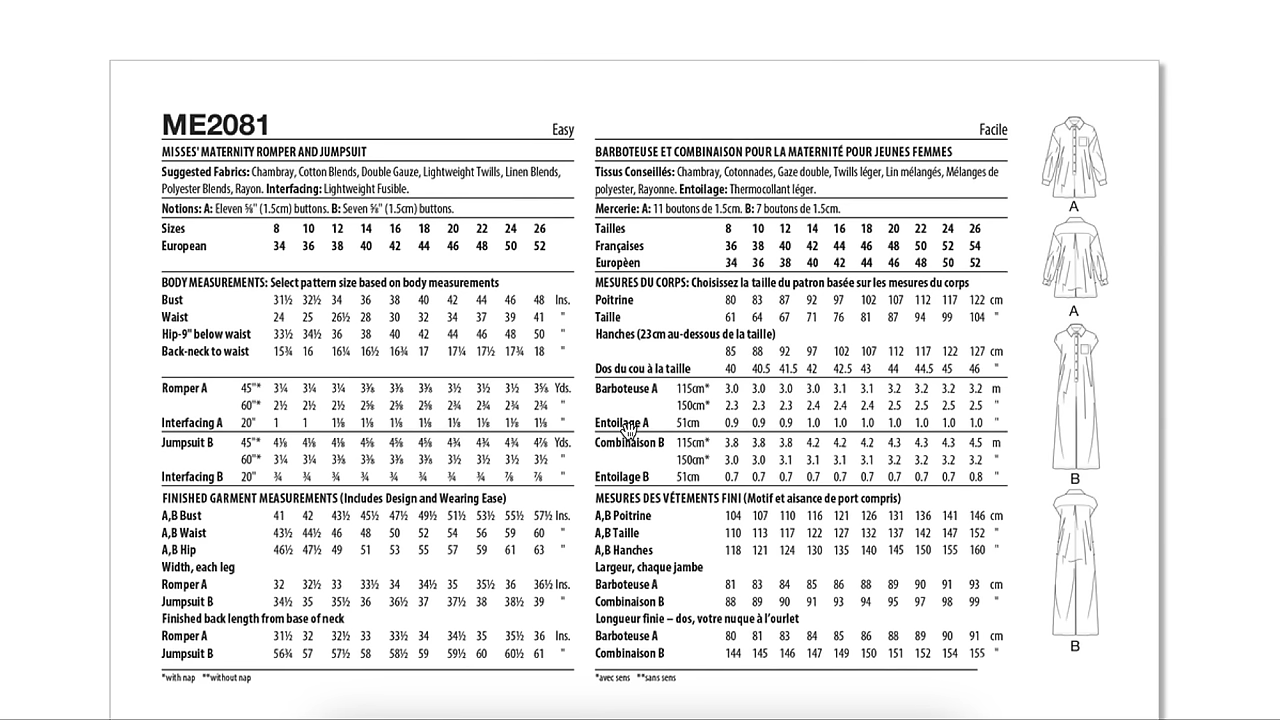 ME2081
Easy
MISSES' MATERNITY ROMPER AND JUMPSUIT
Suggested Fabrics: Chambray, Cotton Blends, Double Gauze, Lightweight Twills, Linen Blends,
Polyester Blends, Rayon. Interfacing: Lightweight Fusible.
Notions: A: Eleven ⅝" (1.5cm) buttons. B: Seven ⅝" (1.5cm) buttons.
Sizes 8 10 12 14 16 18 20 22 24 26
European 34 36 38 40 42 44 46 48 50 52
BODY MEASUREMENTS: Select pattern size based on body measurements
Bust 31½ 32½ 34 36 38 40 42 44 46 48 Ins.
Waist 24 25 26½ 28 30 32 34 37 39 41 "
Hip-9" below waist 33½ 34½ 36 38 40 42 44 46 48 50 "
Back-neck to waist 15¾ 16 16¼ 16½ 16¾ 17 17¼ 17½ 17¾ 18 "
Romper A 45"* 3¼ 3¼ 3¼ 3⅜ 3⅜ 3⅜ 3½ 3½ 3½ 3⅝ Yds.
60"* 2½ 2½ 2½ 2⅝ 2⅝ 2⅝ 2¾ 2¾ 2¾ 2¾ "
Interfacing A 20" 1 1 1⅛ 1⅛ 1⅛ 1⅛ 1⅛ 1⅛ 1⅛ 1⅛ "
Jumpsuit B 45"* 4⅛ 4⅛ 4⅛ 4⅝ 4⅝ 4⅝ 4¾ 4¾ 4¾ 4⅞ Yds.
60"* 3¼ 3¼ 3⅜ 3⅜ 3⅜ 3½ 3½ 3½ 3½ 3½ "
Interfacing B 20" ¾ ¾ ¾ ¾ ¾ ¾ ¾ ¾ ⅞ ⅞ "
FINISHED GARMENT MEASUREMENTS (Includes Design and Wearing Ease)
A,B Bust 41 42 43½ 45½ 47½ 49½ 51½ 53½ 55½ 57½ Ins.
A,B Waist 43½ 44½ 46 48 50 52 54 56 59 60 "
A,B Hip 46½ 47½ 49 51 53 55 57 59 61 63 "
Width, each leg
Romper A 32 32½ 33 33½ 34 34½ 35 35½ 36 36½ Ins.
Jumpsuit B 34½ 35 35½ 36 36½ 37 37½ 38 38½ 39 "
Finished back length from base of neck
Romper A 31½ 32 32½ 33 33½ 34 34½ 35 35½ 36 Ins.
Jumpsuit B 56¾ 57 57½ 58 58½ 59 59½ 60 60½ 61 "
*with nap **without nap
Facile
BARBOTEUSE ET COMBINAISON POUR LA MATERNITÉ POUR JEUNES FEMMES
Tissus Conseillés: Chambray, Cotonnades, Gaze double, Twills léger, Lin mélangés, Mélanges de
polyester, Rayonne. Entoilage: Thermocollant léger.
Mercerie: A: 11 boutons de 1.5cm. B: 7 boutons de 1.5cm.
Tailles 8 10 12 14 16 18 20 22 24 26
Françaises 36 38 40 42 44 46 48 50 52 54
Europèen 34 36 38 40 42 44 46 48 50 52
MESURES DU CORPS: Choisissez la taille du patron basée sur les mesures du corps
Poitrine 80 83 87 92 97 102 107 112 117 122 cm
Taille 61 64 67 71 76 81 87 94 99 104 "
Hanches (23cm au-dessous de la taille)
85 88 92 97 102 107 112 117 122 127 cm
Dos du cou à la taille 40 40.5 41.5 42 42.5 43 44 44.5 45 46 "
Barboteuse A 115cm* 3.0 3.0 3.0 3.0 3.1 3.1 3.2 3.2 3.2 3.2 m
150cm* 2.3 2.3 2.3 2.4 2.4 2.4 2.5 2.5 2.5 2.5 "
Entoilage A 51cm 0.9 0.9 0.9 1.0 1.0 1.0 1.0 1.0 1.0 1.0 "
Combinaison B 115cm* 3.8 3.8 3.8 4.2 4.2 4.2 4.3 4.3 4.3 4.5 m
150cm* 3.0 3.0 3.1 3.1 3.1 3.2 3.2 3.2 3.2 3.2 "
Entoilage B 51cm 0.7 0.7 0.7 0.7 0.7 0.7 0.7 0.7 0.7 0.8 "
MESURES DES VÉTEMENTS FINI (Motif et aisance de port compris)
A,B Poitrine 104 107 110 116 121 126 131 136 141 146 cm
A,B Taille 110 113 117 122 127 132 137 142 147 152 "
A,B Hanches 118 121 124 130 135 140 145 150 155 160 "
Largeur, chaque jambe
Barboteuse A 81 83 84 85 86 88 89 90 91 93 cm
Combinaison B 88 89 90 91 93 94 95 97 98 99 "
Longueur finie – dos, votre nuque à l'ourlet
Barboteuse A 80 81 83 84 85 86 88 89 90 91 cm
Combinaison B 144 145 146 147 149 150 151 152 154 155 "
*avec sens **sans sens
A
A
B
B